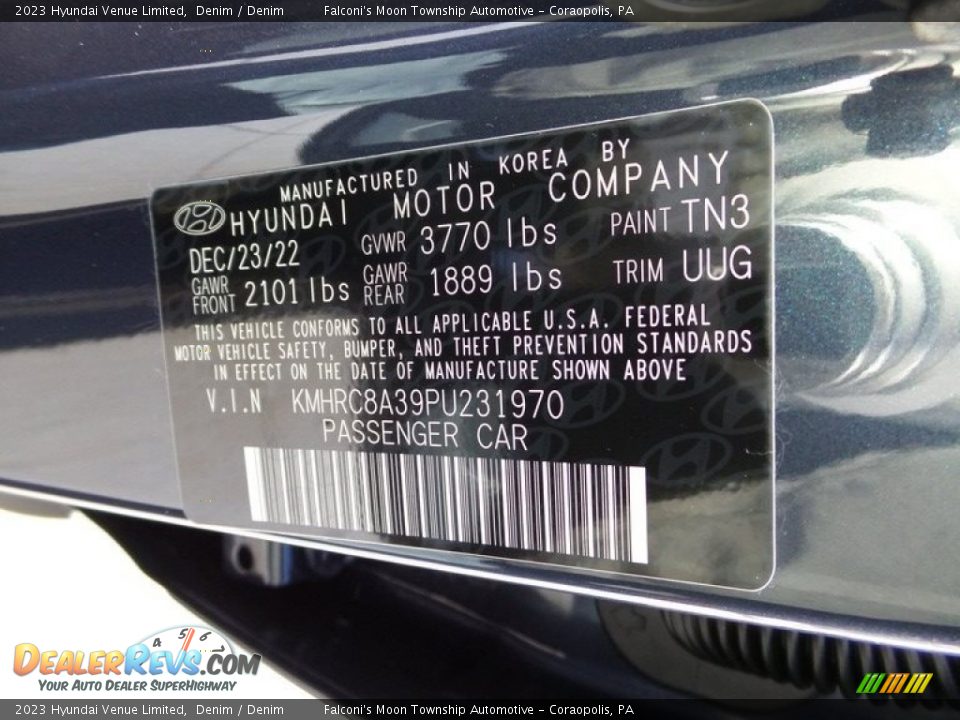 2023 Hyundai Venue Limited, Denim / Denim Falconi's Moon Township Automotive - Coraopolis, PA
MANUFACTURED IN KOREA BY
HYUNDAI MOTOR COMPANY
DEC/23/22 GVWR 3770 lbs PAINT TN3
GAWR FRONT 2101 lbs GAWR REAR 1889 lbs TRIM UUG
THIS VEHICLE CONFORMS TO ALL APPLICABLE U.S.A. FEDERAL
MOTOR VEHICLE SAFETY, BUMPER, AND THEFT PREVENTION STANDARDS
IN EFFECT ON THE DATE OF MANUFACTURE SHOWN ABOVE
V.I.N KMHRC8A39PU231970
PASSENGER CAR
4 5 6
DEALERREVS.COM
YOUR AUTO DEALER SUPERHIGHWAY
2023 Hyundai Venue Limited, Denim / Denim Falconi's Moon Township Automotive - Coraopolis, PA